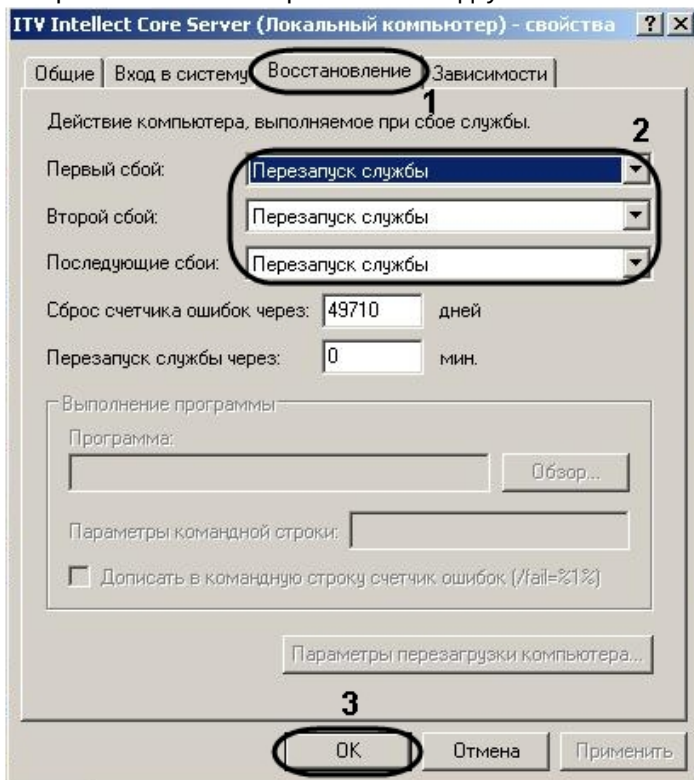 ITV Intellect Core Server (Локальный компьютер) - свойства ? X
Общие Вход в систему Восстановление Зависимости
1
Действие компьютера, выполняемое при сбое службы.
2
Первый сбой: Перезапуск службы
Второй сбой: Перезапуск службы
Последующие сбои: Перезапуск службы
Сброс счетчика ошибок через: 49710 дней
Перезапуск службы через: 0 мин.
Выполнение программы
Программа:
Обзор...
Параметры командной строки:
Дописать в командную строку счетчик ошибок (/fail=%1%)
Параметры перезагрузки компьютера...
3
OK Отмена Применить